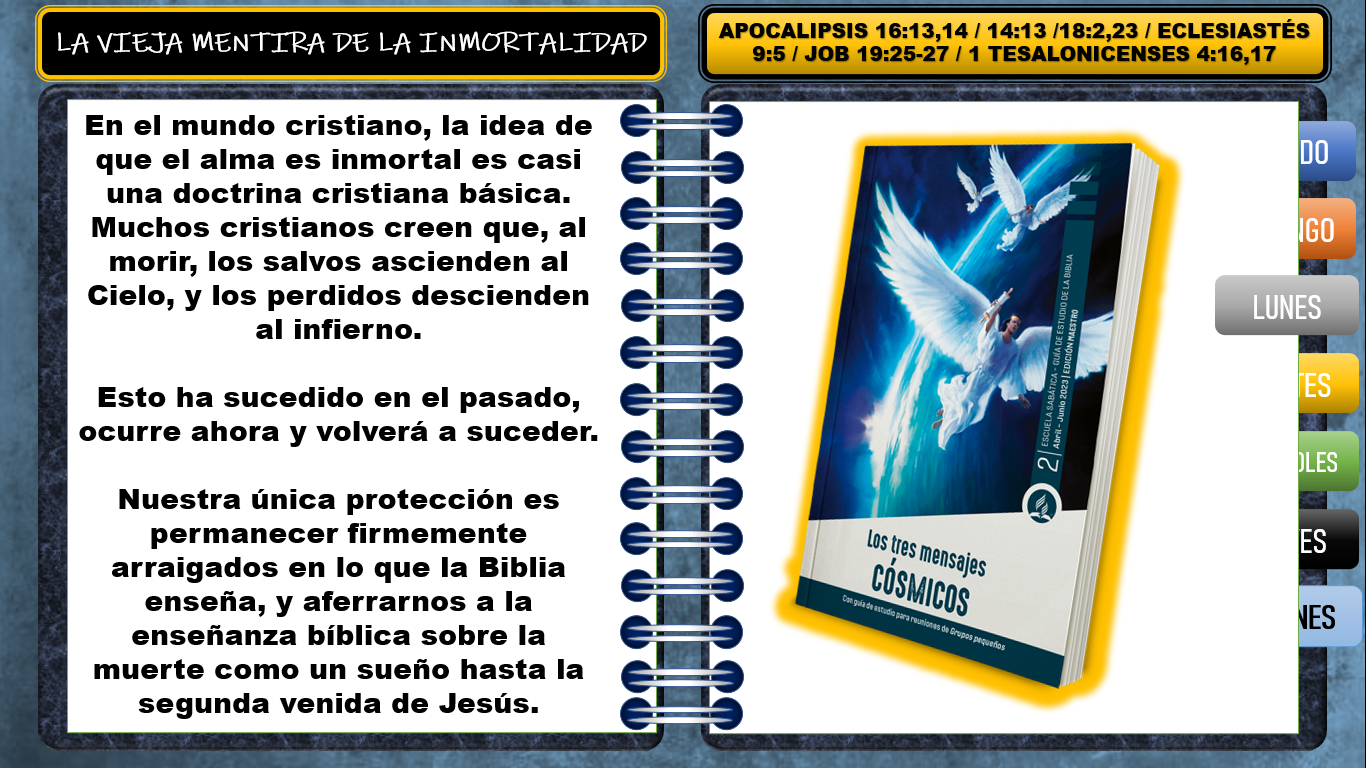 LA VIEJA MENTIRA DE LA INMORTALIDAD
APOCALIPSIS 16:13,14 / 14:13 /18:2,23 / ECLESIASTÉS
9:5 / JOB 19:25-27 / 1 TESALONICENSES 4:16,17
En el mundo cristiano, la idea de
que el alma es inmortal es casi
una doctrina cristiana básica.
Muchos cristianos creen que, al
morir, los salvos ascienden al
Cielo, y los perdidos descienden
al infierno.
Esto ha sucedido en el pasado,
ocurre ahora y volverá a suceder.
Nuestra única protección es
permanecer firmemente
arraigados en lo que la Biblia
enseña, y aferrarnos a la
enseñanza bíblica sobre la
muerte como un sueño hasta la
segunda venida de Jesús.
2 | ESCUELA SABÁTICA - GUÍA DE ESTUDIO DE LA BIBLIA
Abril - Junio 2023 | EDICIÓN MAESTRO
Los tres mensajes
CÓSMICOS
Con guía de estudio para reuniones de Grupos pequeños
DO
NGO
LUNES
TES
OLES
ES
NES